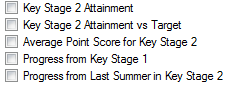 Key Stage 2 Attainment
Key Stage 2 Attainment vs Target
Average Point Score for Key Stage 2
Progress from Key Stage 1
Progress from Last Summer in Key Stage 2